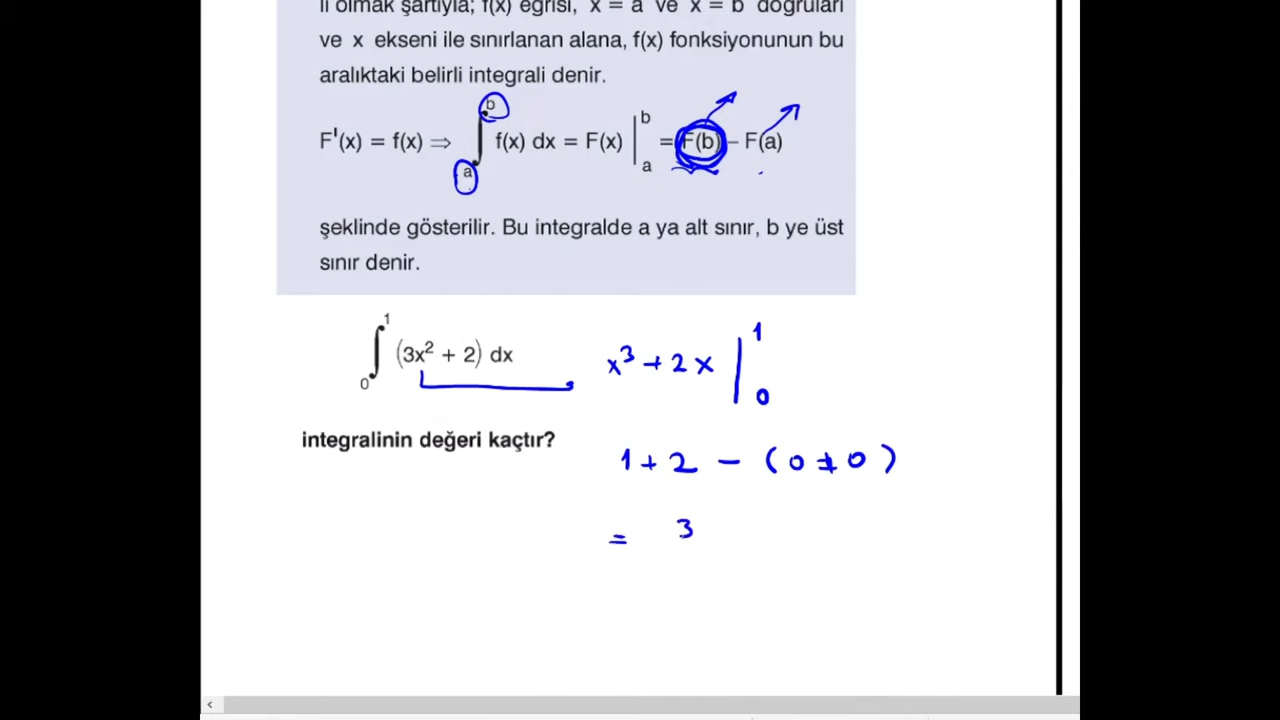 li olmak şartıyla; f(x) eğrisi, x = a ve x = b doğruları
ve x ekseni ile sınırlanan alana, f(x) fonksiyonunun bu
aralıktaki belirli integrali denir.
F'(x) = f(x) ⇒ ∫_a^b f(x) dx = F(x) |_a^b = F(b) – F(a)
şeklinde gösterilir. Bu integralde a ya alt sınır, b ye üst
sınır denir.
∫_0^1 (3x² + 2) dx
x³ + 2x |_0^1
integralinin değeri kaçtır?
1 + 2 – (0 + 0)
= 3